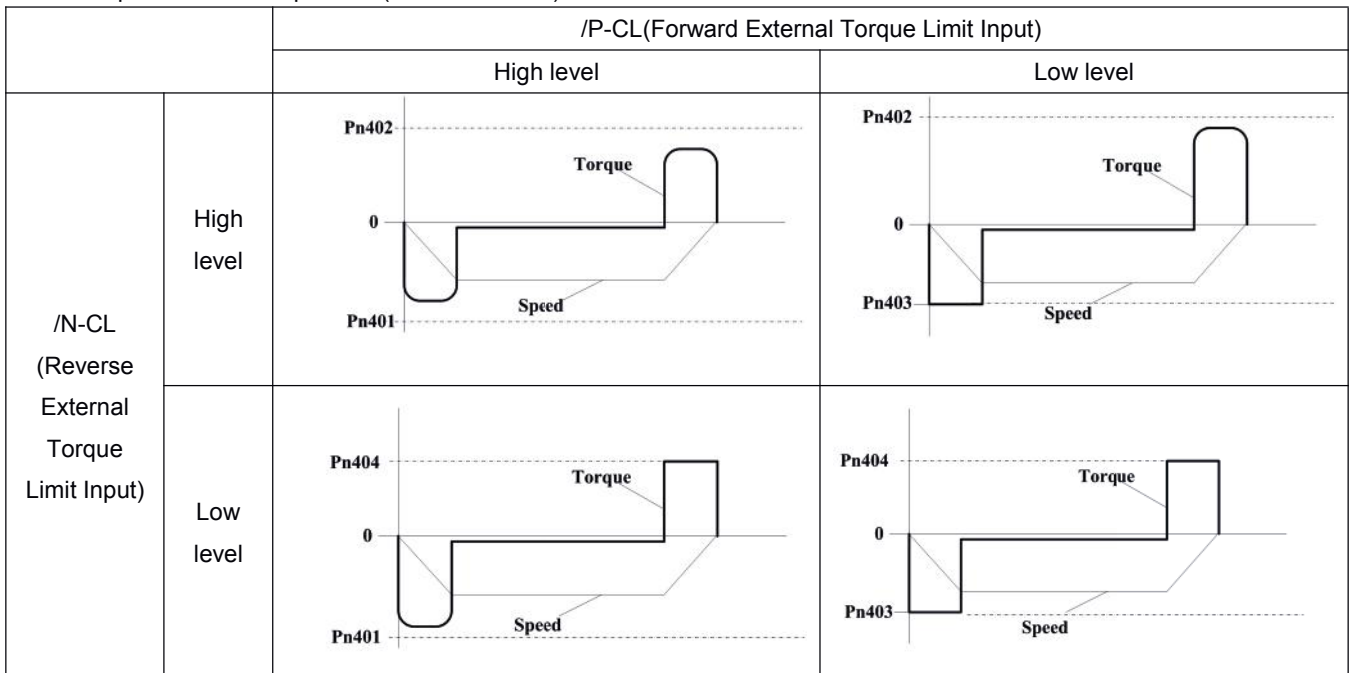 /P-CL(Forward External Torque Limit Input)
High level
Low level
/N-CL
(Reverse
External
Torque
Limit Input)
High
level
Pn402
Torque
0
Speed
Pn401
Pn402
Torque
0
Pn403
Speed
Low
level
Pn404
Torque
0
Speed
Pn401
Pn404
Torque
0
Pn403
Speed